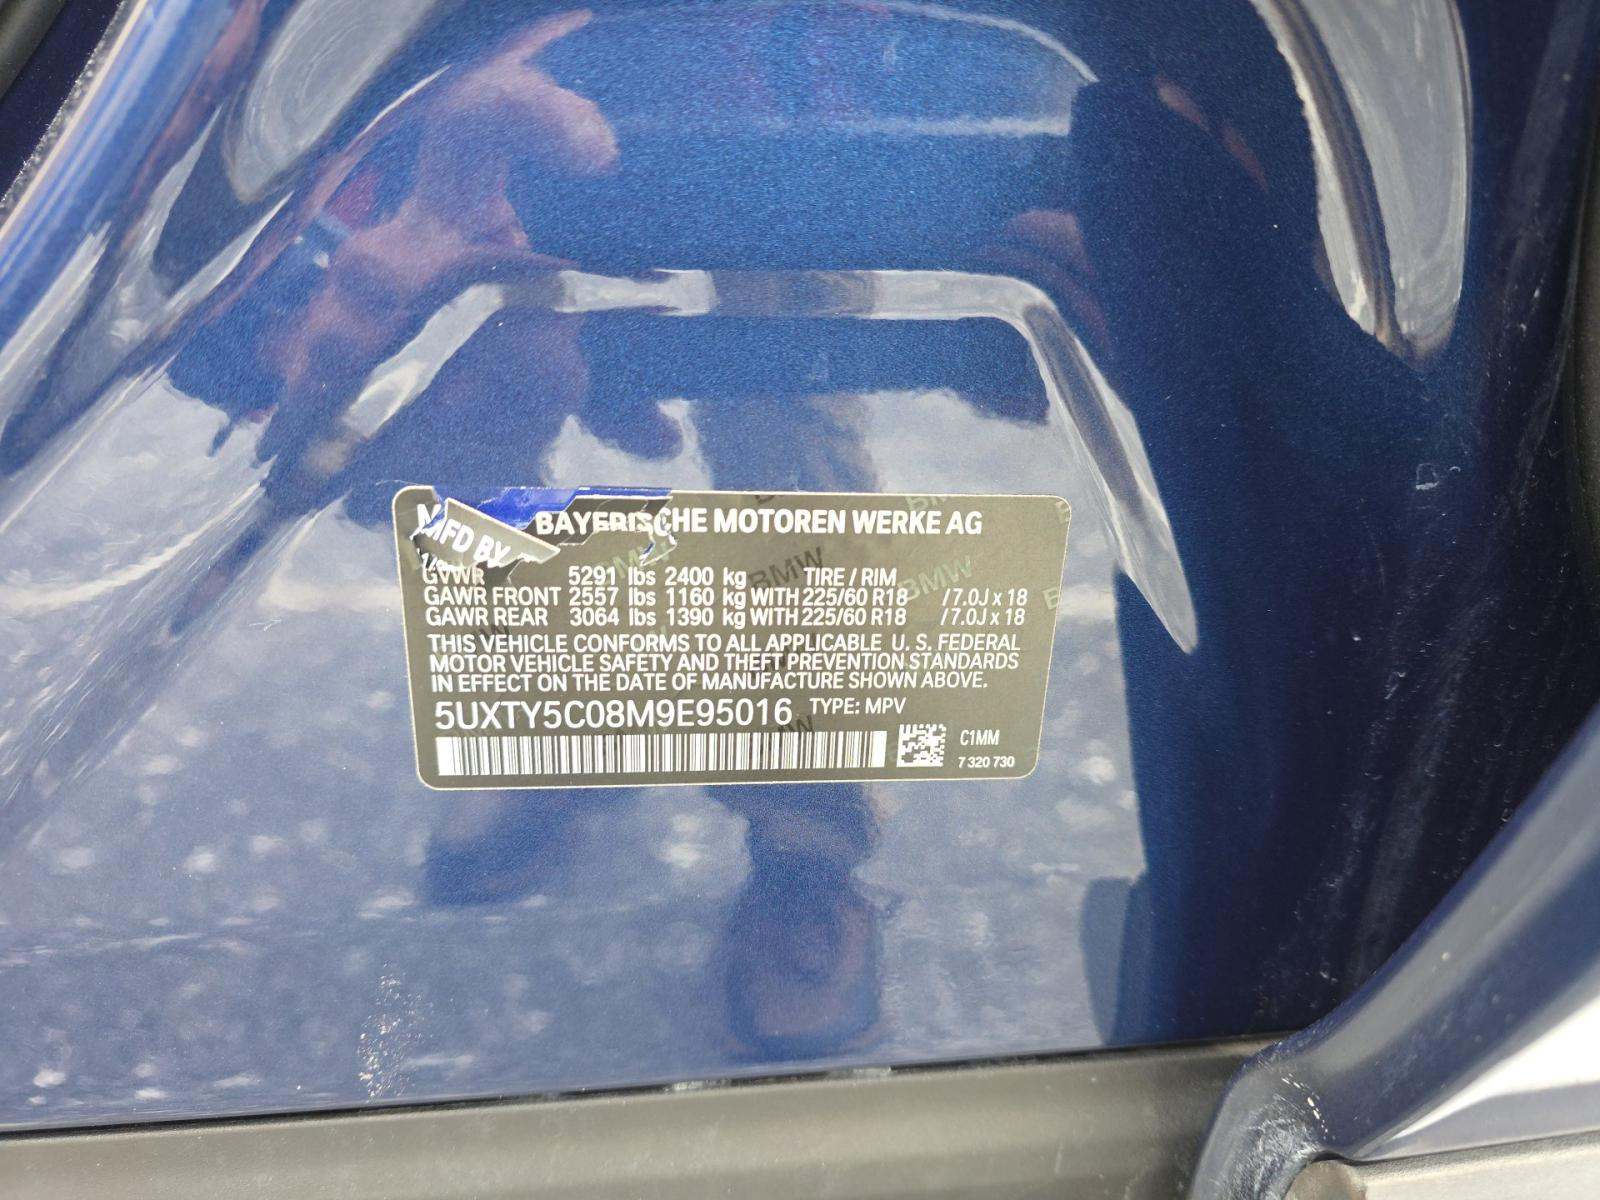 MFD BY BAYERISCHE MOTOREN WERKE AG
GVWR 5291 lbs 2400 kg TIRE / RIM
GAWR FRONT 2557 lbs 1160 kg WITH 225/60 R18 / 7.0J x 18
GAWR REAR 3064 lbs 1390 kg WITH 225/60 R18 / 7.0J x 18
THIS VEHICLE CONFORMS TO ALL APPLICABLE U. S. FEDERAL
MOTOR VEHICLE SAFETY AND THEFT PREVENTION STANDARDS
IN EFFECT ON THE DATE OF MANUFACTURE SHOWN ABOVE.
5UXTY5C08M9E95016 TYPE: MPV
C1MM
7 320 730